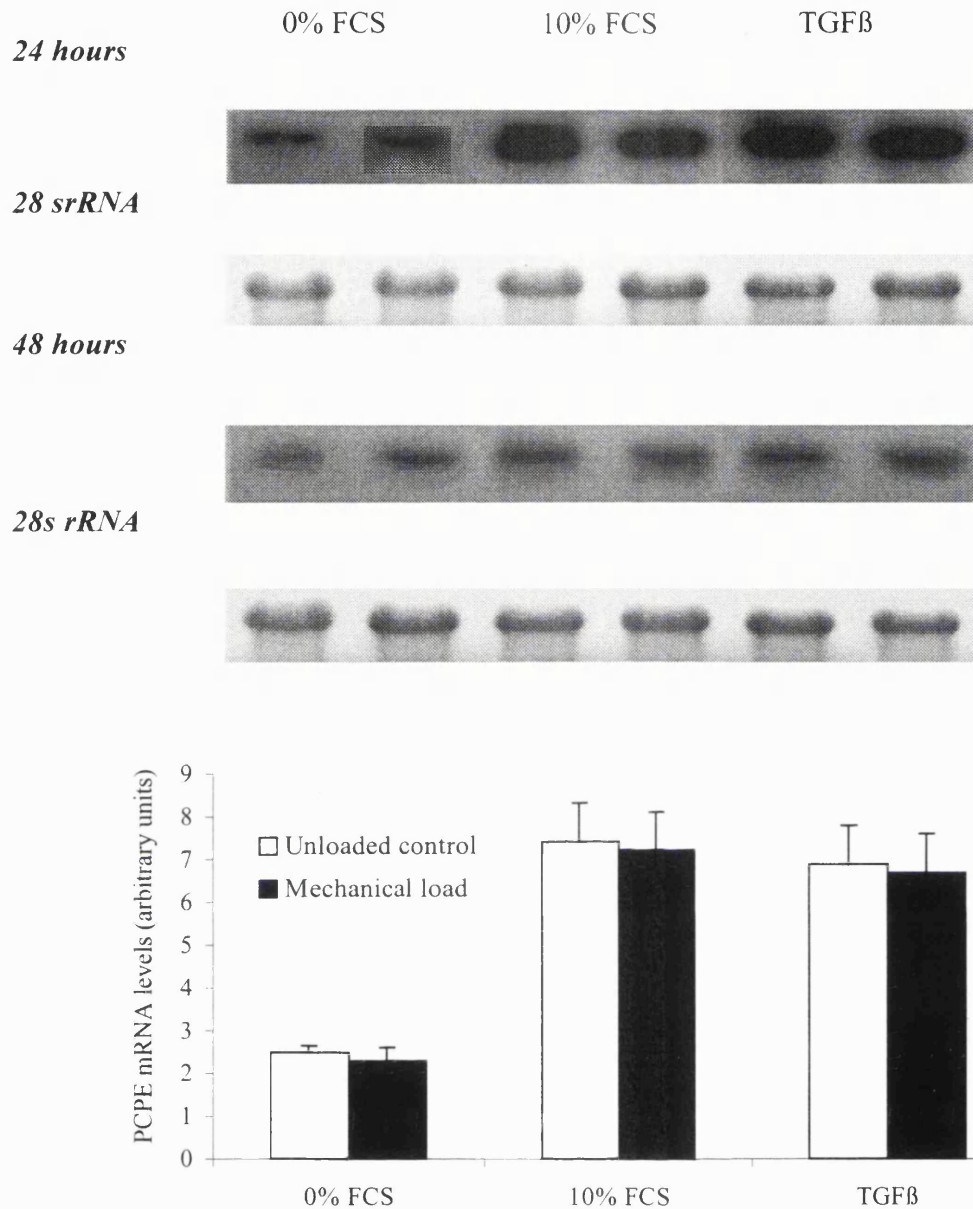 0% FCS 10% FCS TGFß
24 hours
28 srRNA
48 hours
28s rRNA
PCPE mRNA levels (arbitrary units)
9
8
7
6
5
4
3
2
1
0
Unloaded control
Mechanical load
0% FCS 10% FCS TGFß